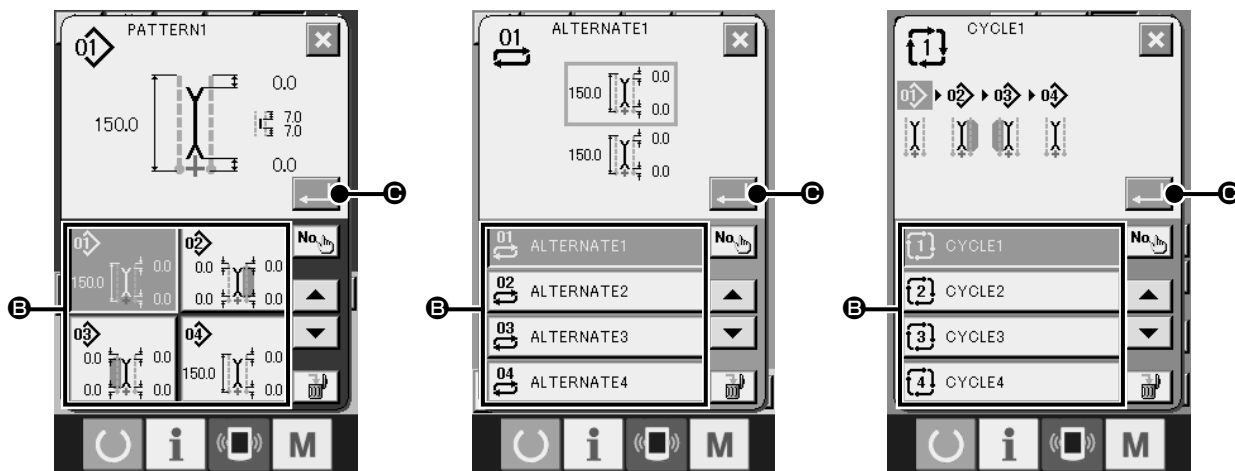 01 PATTERN1
0.0
150.0
7.0
7.0
0.0
C
B
01
150.0 0.0
0.0
02
0.0 0.0
0.0 0.0
No.
03
0.0 0.0
0.0 0.0
04
150.0 0.0
0.0
i M
01 ALTERNATE1
150.0 0.0
0.0
150.0 0.0
0.0
C
B
01 ALTERNATE1
No.
02 ALTERNATE2
03 ALTERNATE3
04 ALTERNATE4
i M
1 CYCLE1
01 02 03 04
C
B
1 CYCLE1
No.
2 CYCLE2
3 CYCLE3
4 CYCLE4
i M